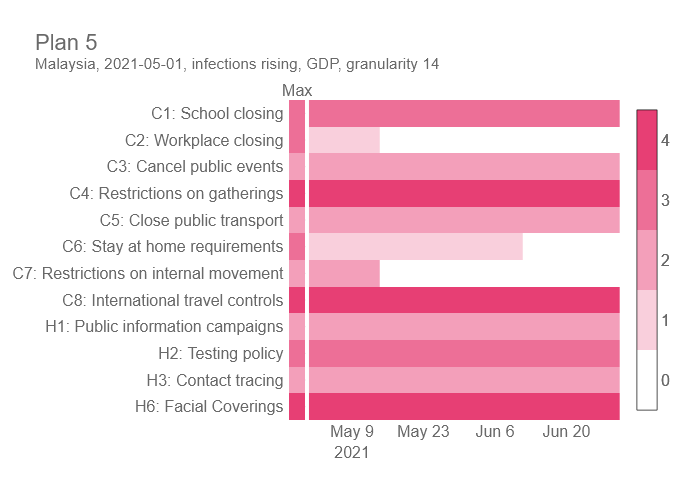 Plan 5
Malaysia, 2021-05-01, infections rising, GDP, granularity 14
Max
C1: School closing
C2: Workplace closing
C3: Cancel public events
C4: Restrictions on gatherings
C5: Close public transport
C6: Stay at home requirements
C7: Restrictions on internal movement
C8: International travel controls
H1: Public information campaigns
H2: Testing policy
H3: Contact tracing
H6: Facial Coverings
May 9 May 23 Jun 6 Jun 20
2021
4
3
2
1
0